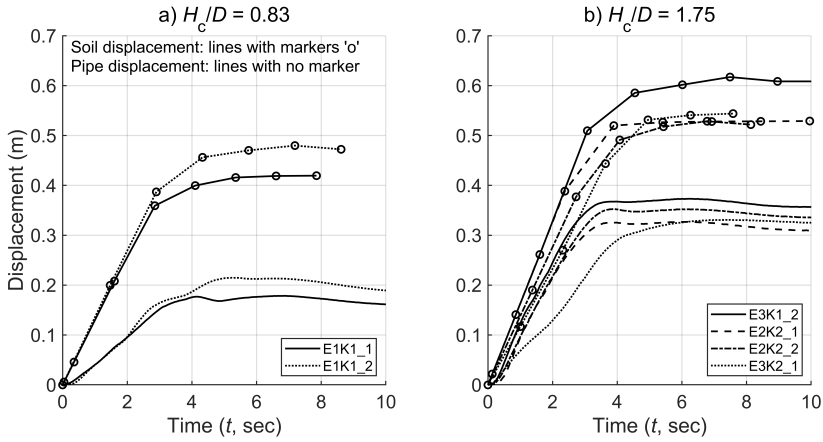 a) H_c/D = 0.83
Soil displacement: lines with markers 'o'
Pipe displacement: lines with no marker
Displacement (m)
0.7
0.6
0.5
0.4
0.3
0.2
0.1
0
0 2 4 6 8 10
Time (t, sec)
E1K1_1
E1K1_2
b) H_c/D = 1.75
0.7
0.6
0.5
0.4
0.3
0.2
0.1
0
0 2 4 6 8 10
Time (t, sec)
E3K1_2
E2K2_1
E2K2_2
E3K2_1